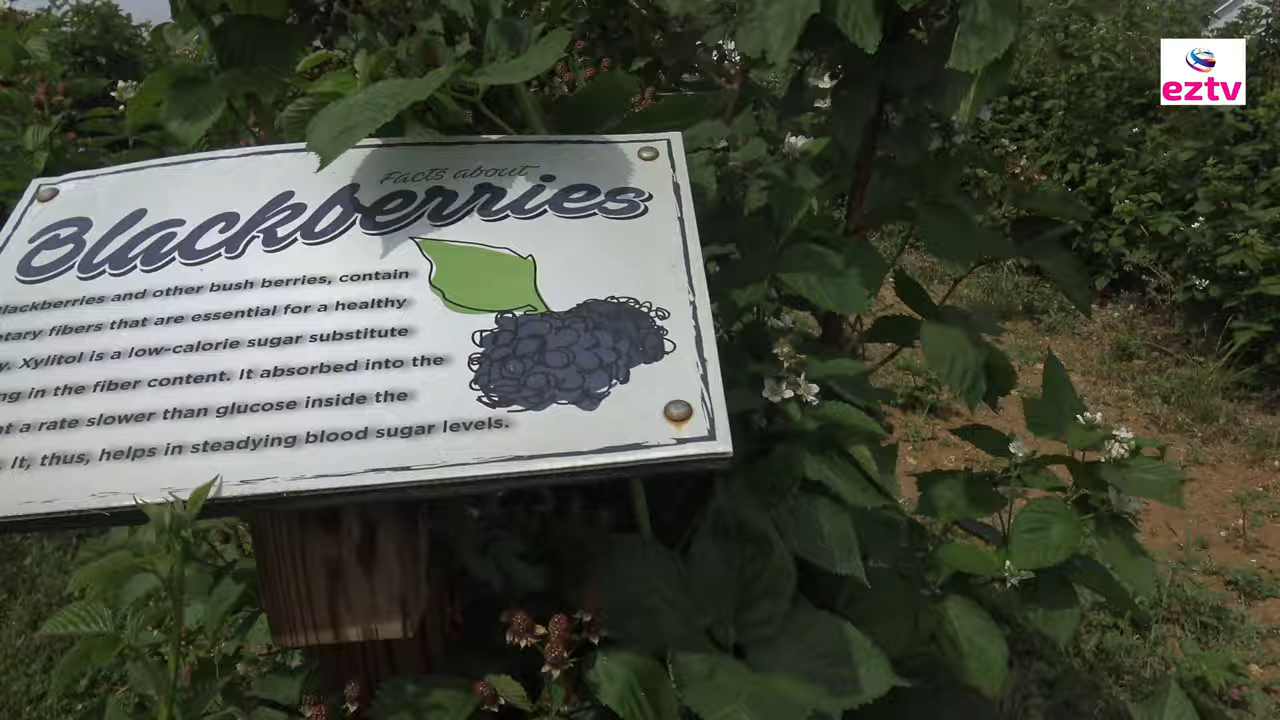 Facts about
Blackberries
lackberries and other bush berries, contain
tary fibers that are essential for a healthy
y. Xylitol is a low-calorie sugar substitute
ng in the fiber content. It absorbed into the
at a rate slower than glucose inside the
. It, thus, helps in steadying blood sugar levels.
eztv